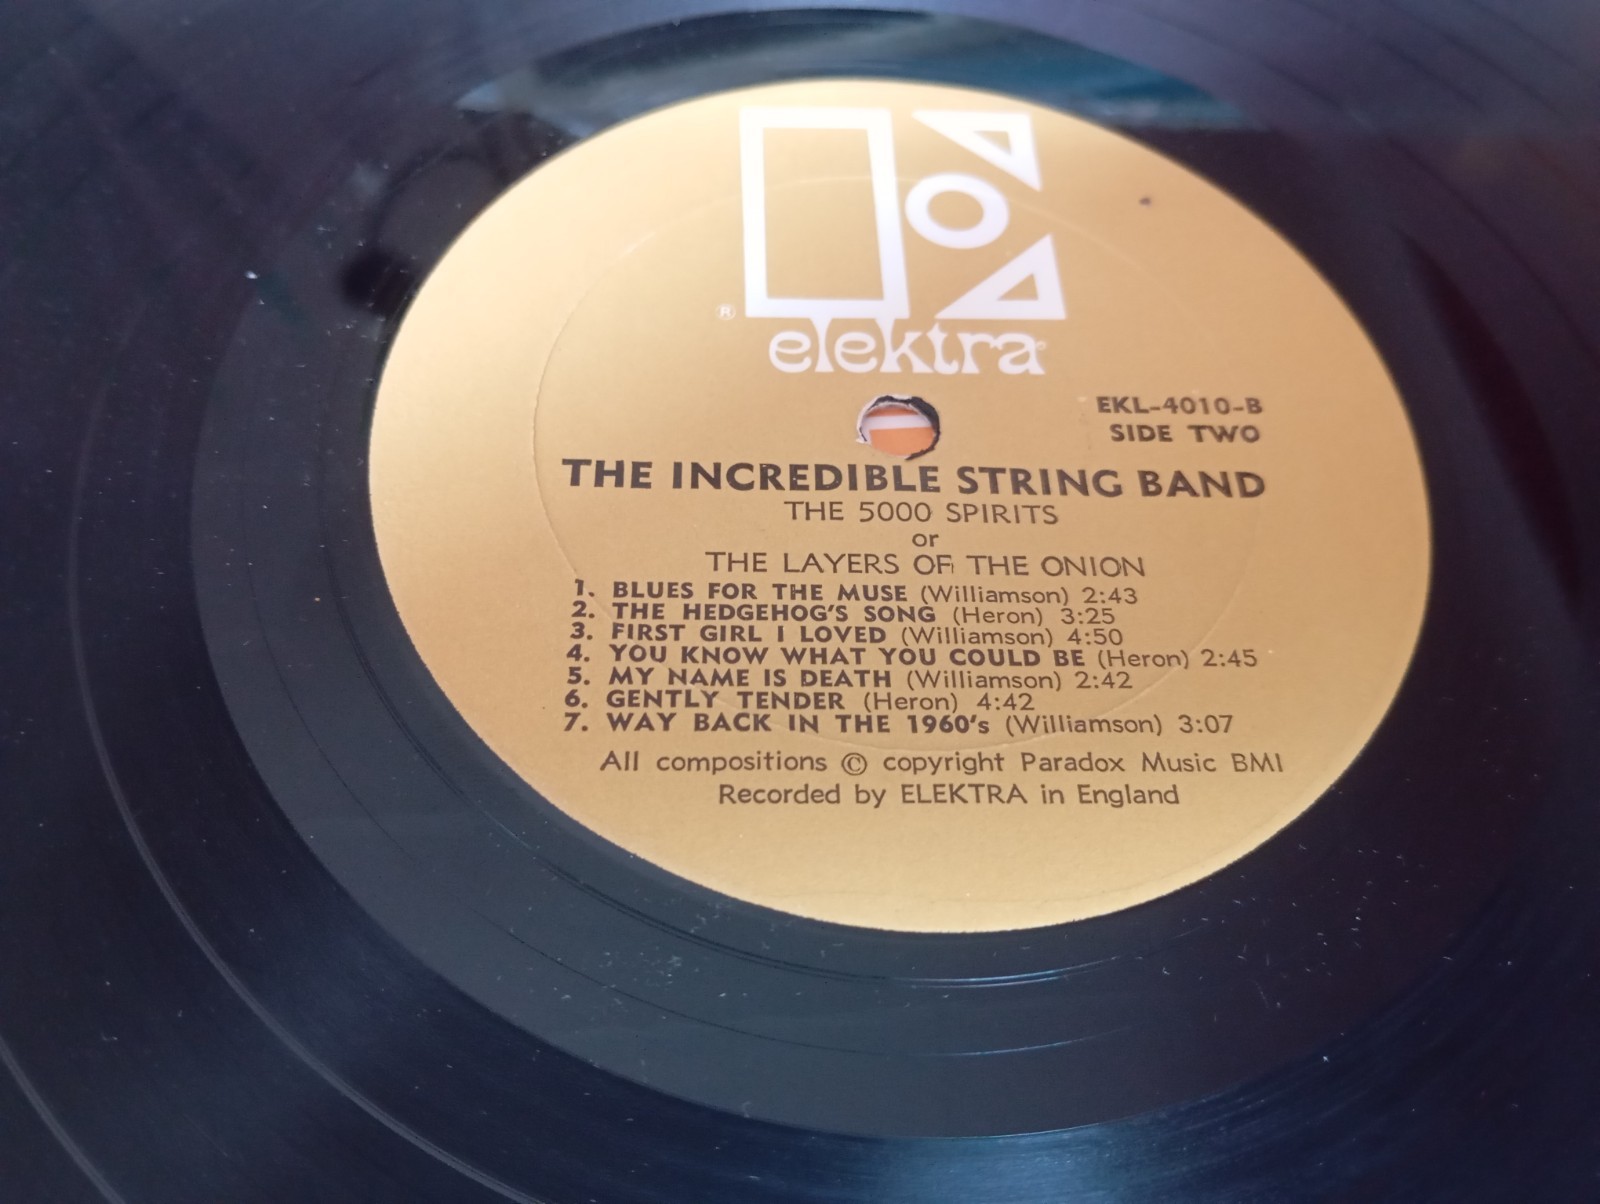 ®
elektra
EKL-4010-B
SIDE TWO
THE INCREDIBLE STRING BAND
THE 5000 SPIRITS
or
THE LAYERS OF THE ONION
1. BLUES FOR THE MUSE (Williamson) 2:43
2. THE HEDGEHOG'S SONG (Heron) 3:25
3. FIRST GIRL I LOVED (Williamson) 4:50
4. YOU KNOW WHAT YOU COULD BE (Heron) 2:45
5. MY NAME IS DEATH (Williamson) 2:42
6. GENTLY TENDER (Heron) 4:42
7. WAY BACK IN THE 1960's (Williamson) 3:07
All compositions © copyright Paradox Music BMI
Recorded by ELEKTRA in England